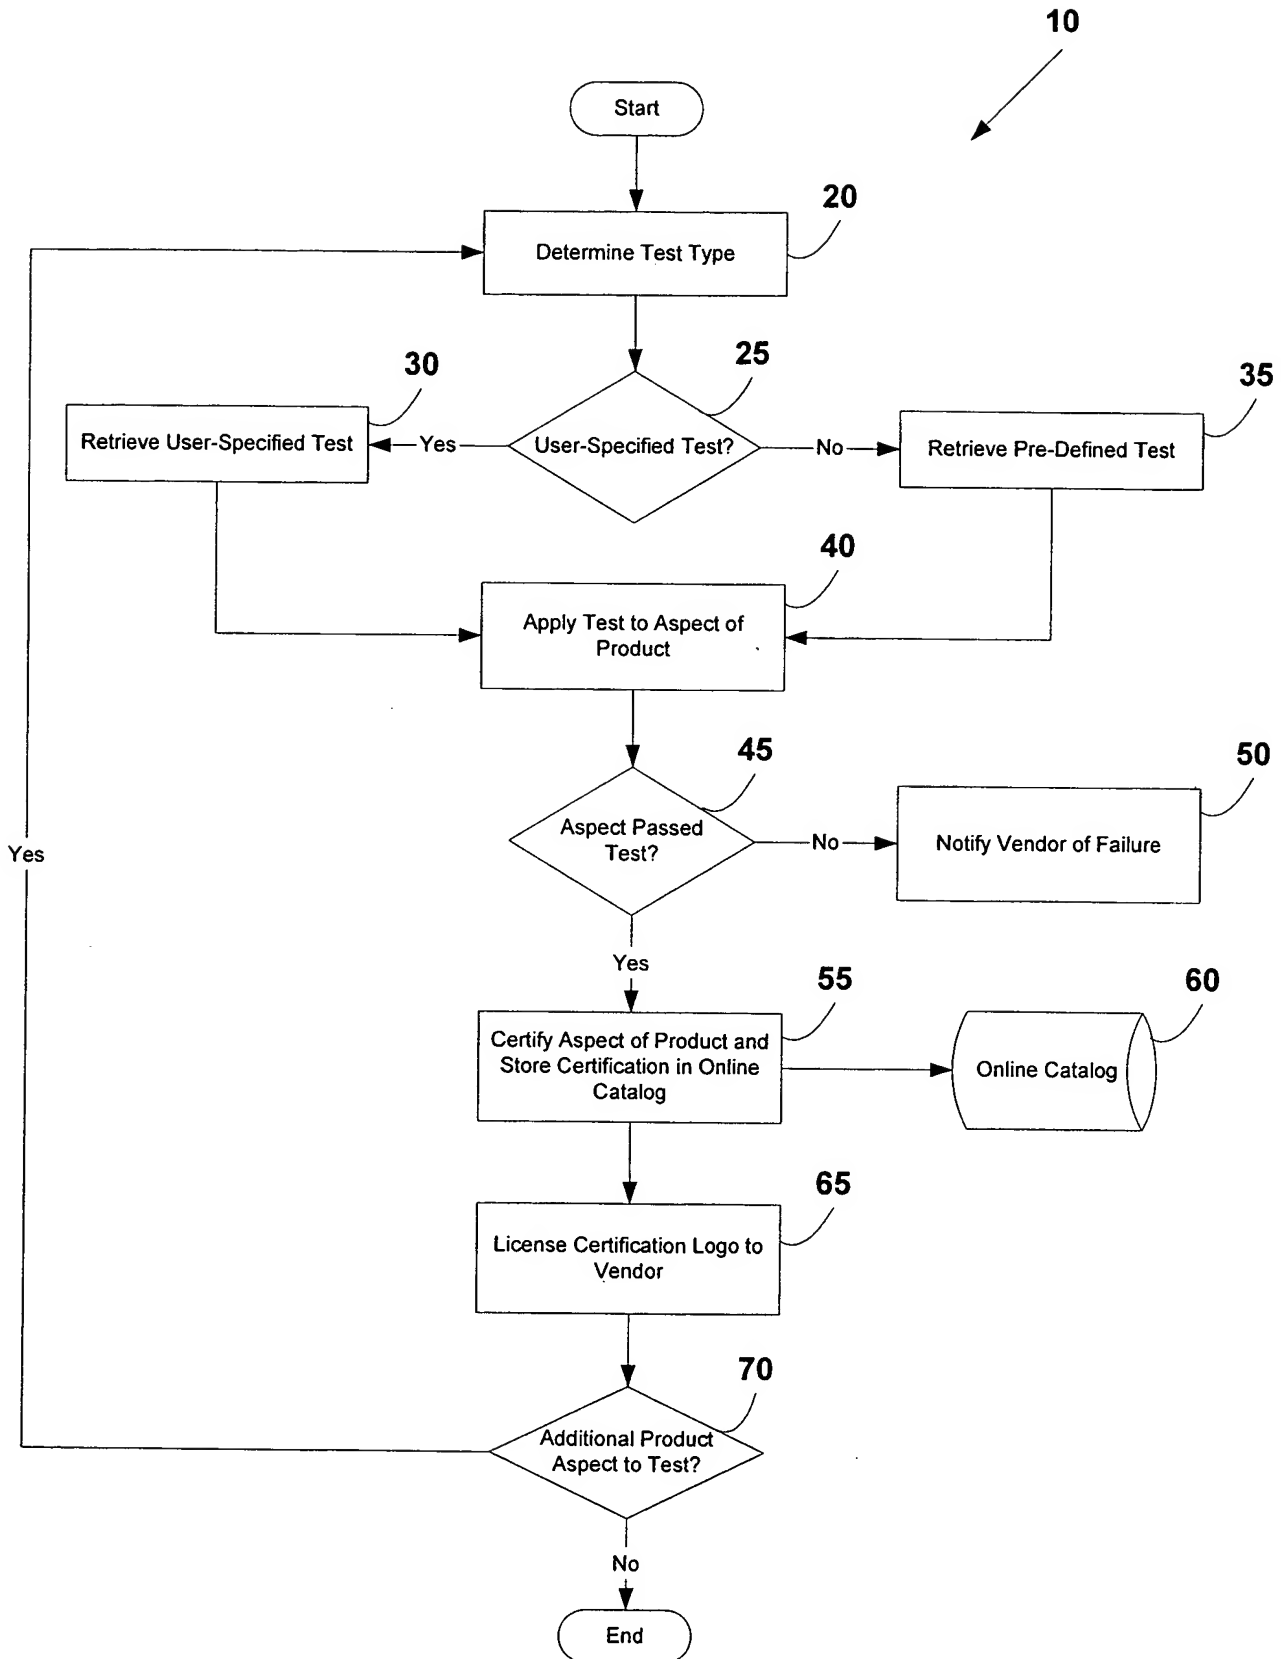 10
Start
20
Determine Test Type
25
30
35
Retrieve User-Specified Test
Yes
User-Specified Test?
No
Retrieve Pre-Defined Test
40
Apply Test to Aspect of
Product
45
50
Yes
Aspect Passed
Test?
No
Notify Vendor of Failure
Yes
55
60
Certify Aspect of Product and
Store Certification in Online
Catalog
Online Catalog
65
License Certification Logo to
Vendor
70
Additional Product
Aspect to Test?
No
End